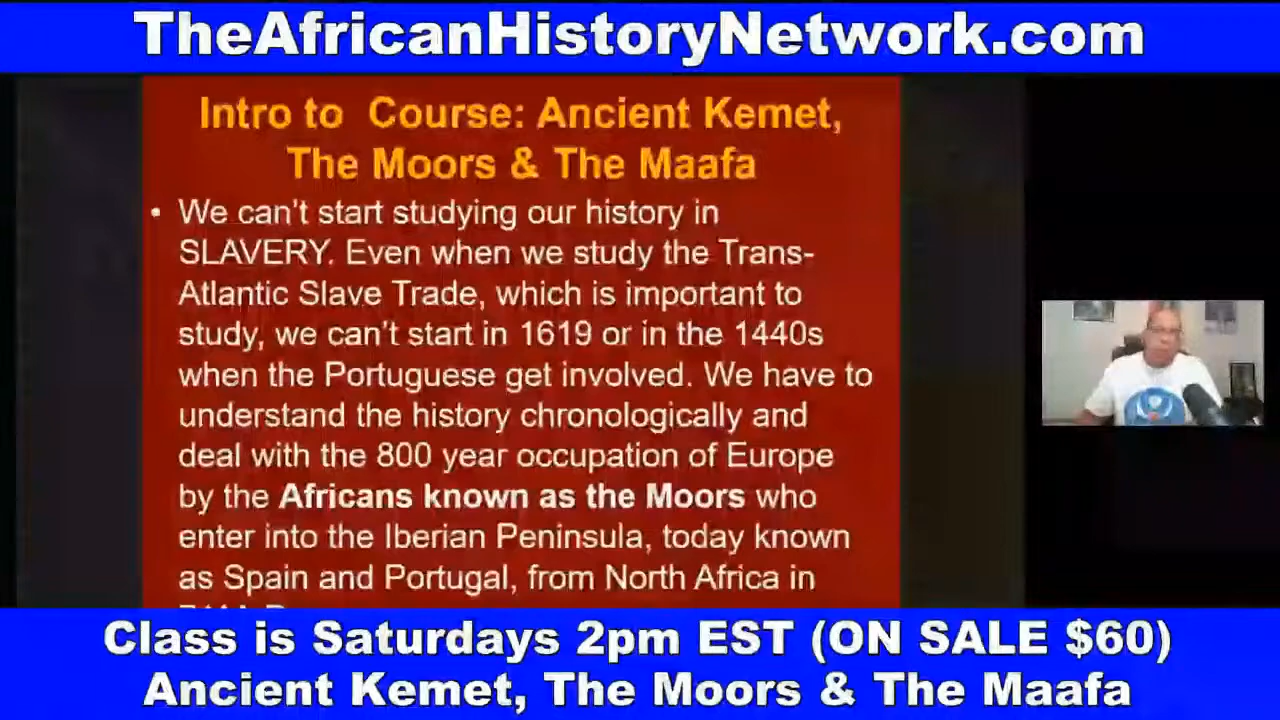 TheAfricanHistoryNetwork.com
Intro to Course: Ancient Kemet,
The Moors & The Maafa
• We can't start studying our history in
SLAVERY. Even when we study the Trans-
Atlantic Slave Trade, which is important to
study, we can't start in 1619 or in the 1440s
when the Portuguese get involved. We have to
understand the history chronologically and
deal with the 800 year occupation of Europe
by the Africans known as the Moors who
enter into the Iberian Peninsula, today known
as Spain and Portugal, from North Africa in
Class is Saturdays 2pm EST (ON SALE $60)
Ancient Kemet, The Moors & The Maafa